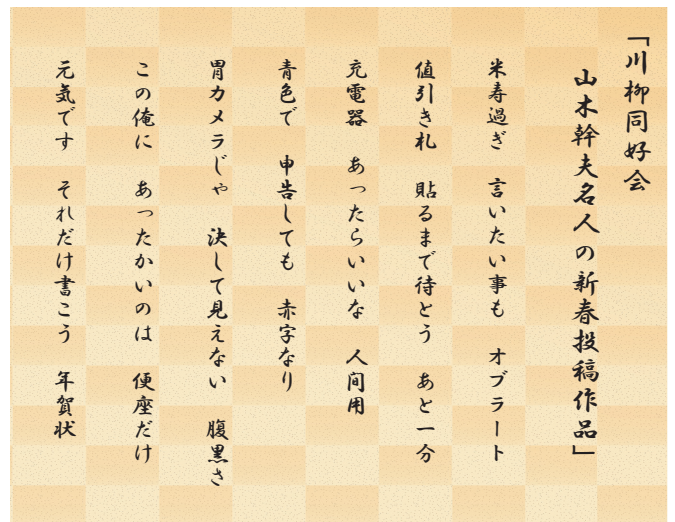 「川柳同好会
山木幹夫名人の新春投稿作品」
米寿過ぎ 言いたい事も オブラート
値引き札 貼るまで待とう あと一分
充電器 あったらいいな 人間用
青色で 申告しても 赤字なり
胃カメラじゃ 決して見えない 腹黒さ
この俺に あったかいのは 便座だけ
元気です それだけ書こう 年賀状